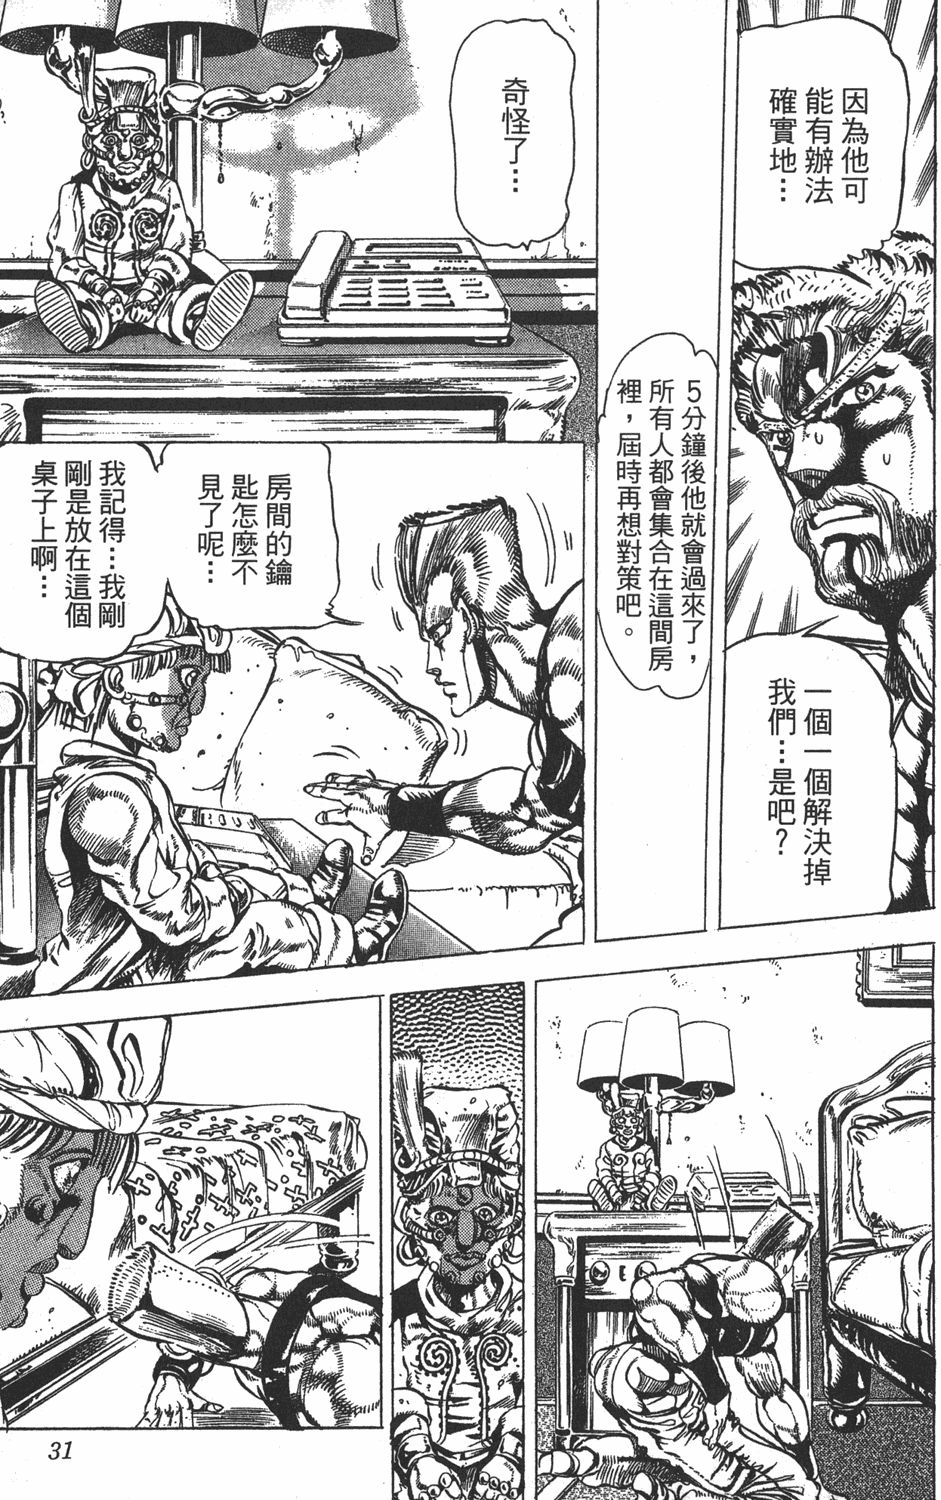 因為他可
能有辦法
確實地…
一個一個解決掉
我們…是吧?
5分鐘後他就會過來了,
所有人都會集合在這間房
裡,屆時再想對策吧。
奇怪了…
房間的鑰
匙怎麼不
見了呢…
我記得…我剛
剛是放在這個
桌子上啊…
31